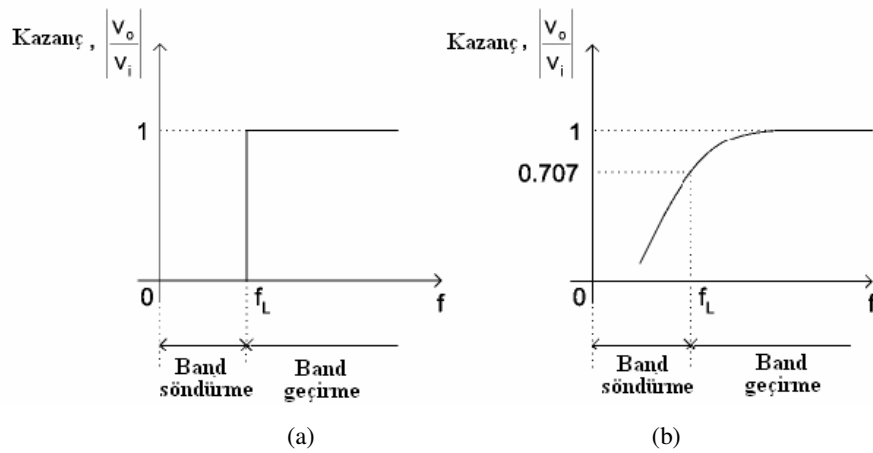 Kazanç , |Vo/Vi|
1
0
fL
f
Band söndürme
Band geçirme
(a)
Kazanç , |Vo/Vi|
1
0.707
0
fL
f
Band söndürme
Band geçirme
(b)